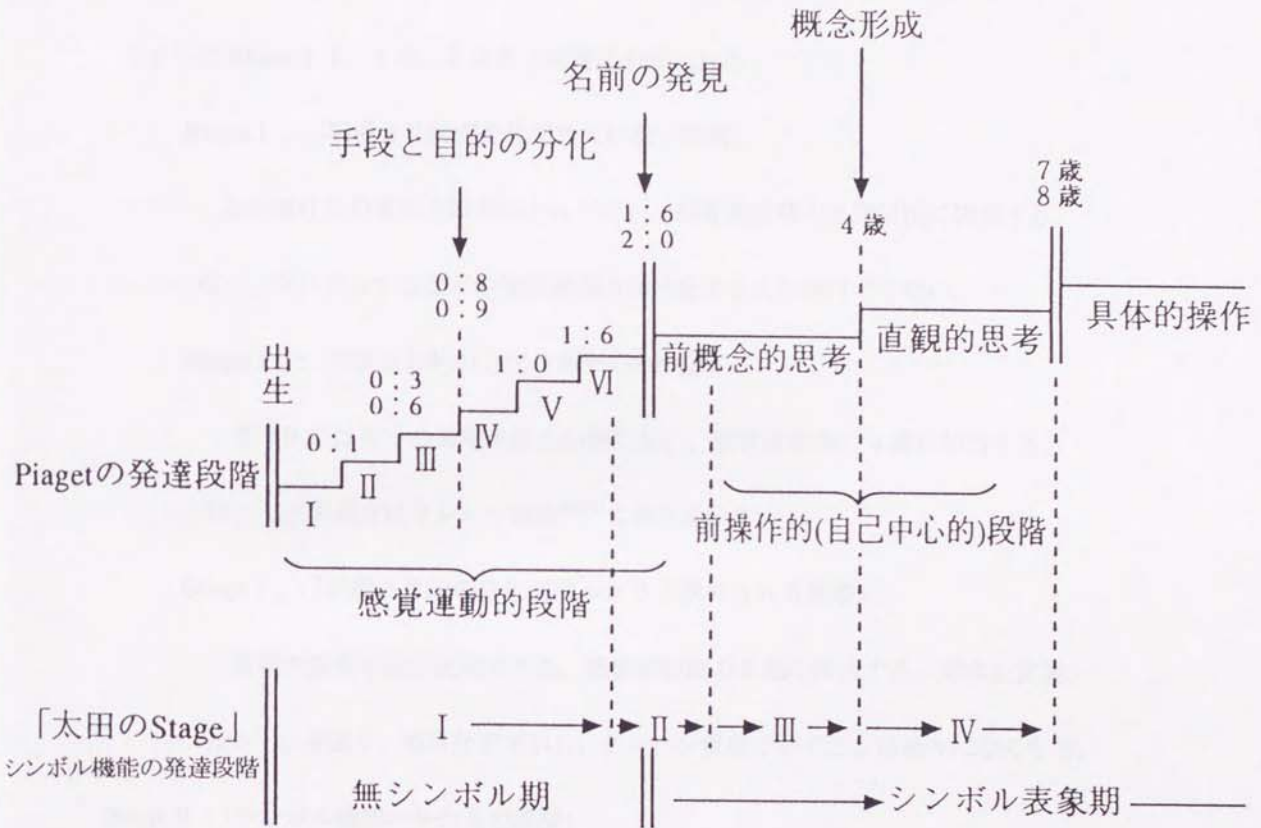 概念形成
名前の発見
手段と目的の分化
7歳
8歳
1:6
2:0
4歳
0:8
0:9
具体的操作
直観的思考
前概念的思考
1:6
1:0
出生
0:3
0:6
0:1
Ⅵ
Ⅴ
Ⅳ
Ⅲ
Ⅱ
Ⅰ
Piagetの発達段階
前操作的(自己中心的)段階
感覚運動的段階
「太田のStage」
シンボル機能の発達段階
Ⅰ
Ⅱ
Ⅲ
Ⅳ
無シンボル期
シンボル表象期